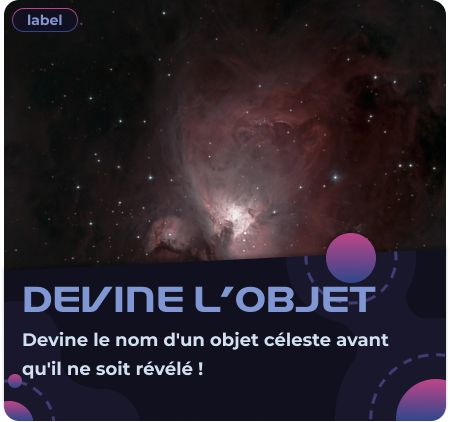 label
DEVINE L'OBJET
Devine le nom d'un objet céleste avant
qu'il ne soit révélé !